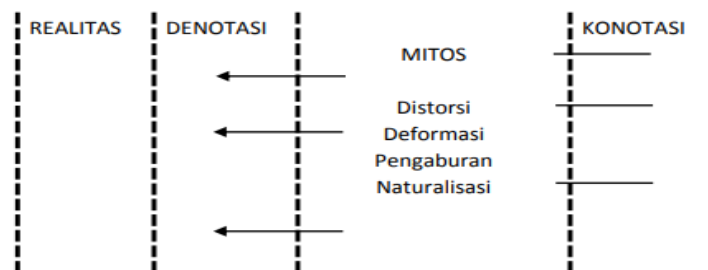 REALITAS
DENOTASI
KONOTASI
MITOS
Distorsi
Deformasi
Pengaburan
Naturalisasi